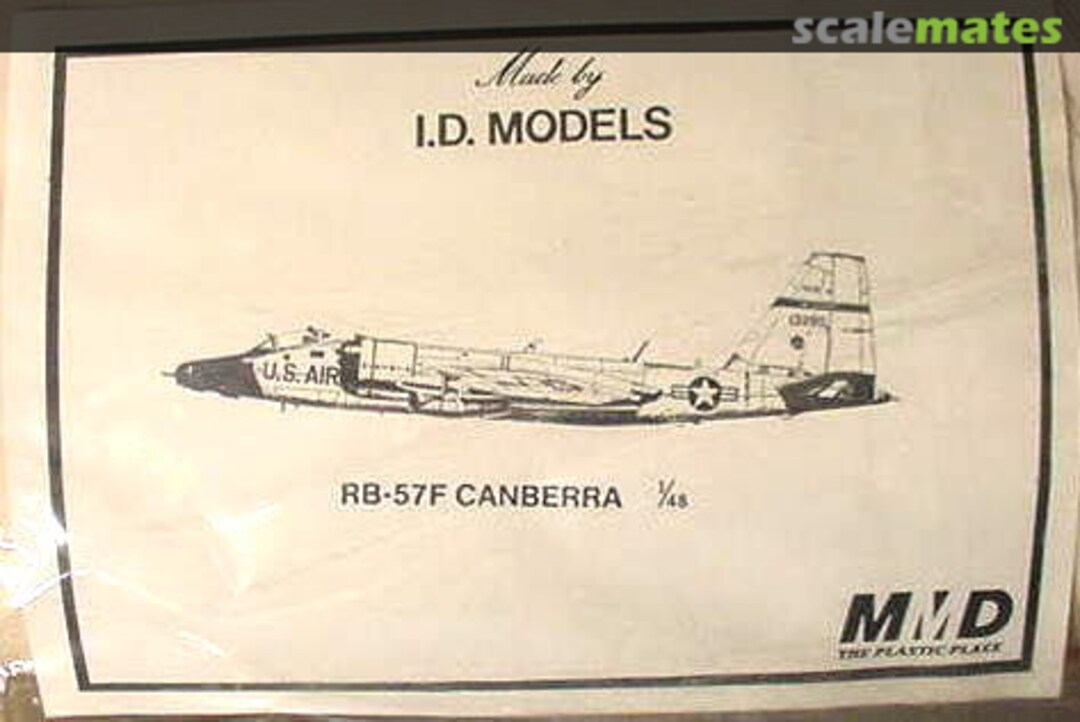 scalemates
Made by
I.D. MODELS
U.S. AIR
RB-57F CANBERRA 1/48
MMD
THE PLASTIC PLACE